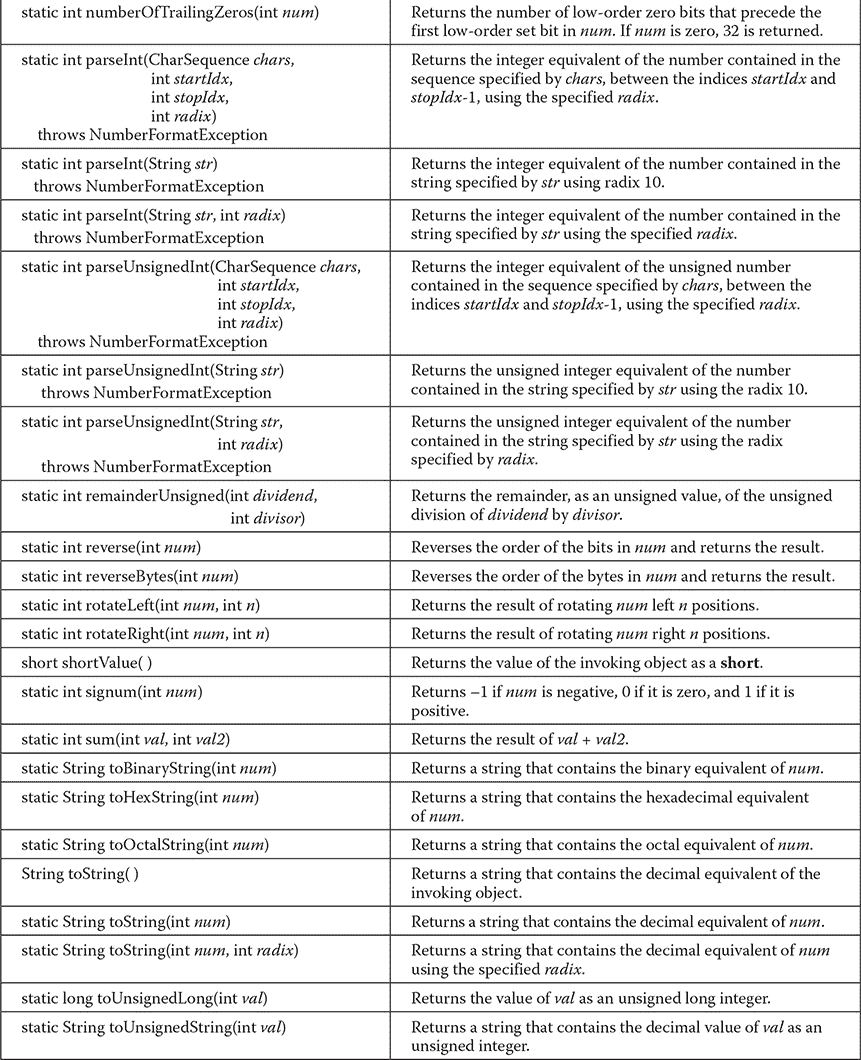 static int numberOfTrailingZeros(int num)
Returns the number of low-order zero bits that precede the
first low-order set bit in num. If num is zero, 32 is returned.
static int parseInt(CharSequence chars,
int startIdx,
int stopIdx,
int radix)
throws NumberFormatException
Returns the integer equivalent of the number contained in the
sequence specified by chars, between the indices startIdx and
stopIdx-1, using the specified radix.
static int parseInt(String str)
throws NumberFormatException
Returns the integer equivalent of the number contained in the
string specified by str using radix 10.
static int parseInt(String str, int radix)
throws NumberFormatException
Returns the integer equivalent of the number contained in the
string specified by str using the specified radix.
static int parseUnsignedInt(CharSequence chars,
int startIdx,
int stopIdx,
int radix)
throws NumberFormatException
Returns the integer equivalent of the unsigned number
contained in the sequence specified by chars, between the
indices startIdx and stopIdx-1, using the specified radix.
static int parseUnsignedInt(String str)
throws NumberFormatException
Returns the unsigned integer equivalent of the number
contained in the string specified by str using the radix 10.
static int parseUnsignedInt(String str,
int radix)
throws NumberFormatException
Returns the unsigned integer equivalent of the number
contained in the string specified by str using the radix
specified by radix.
static int remainderUnsigned(int dividend,
int divisor)
Returns the remainder, as an unsigned value, of the unsigned
division of dividend by divisor.
static int reverse(int num)
Reverses the order of the bits in num and returns the result.
static int reverseBytes(int num)
Reverses the order of the bytes in num and returns the result.
static int rotateLeft(int num, int n)
Returns the result of rotating num left n positions.
static int rotateRight(int num, int n)
Returns the result of rotating num right n positions.
short shortValue( )
Returns the value of the invoking object as a short.
static int signum(int num)
Returns –1 if num is negative, 0 if it is zero, and 1 if it is
positive.
static int sum(int val, int val2)
Returns the result of val + val2.
static String toBinaryString(int num)
Returns a string that contains the binary equivalent of num.
static String toHexString(int num)
Returns a string that contains the hexadecimal equivalent
of num.
static String toOctalString(int num)
Returns a string that contains the octal equivalent of num.
String toString( )
Returns a string that contains the decimal equivalent of the
invoking object.
static String toString(int num)
Returns a string that contains the decimal equivalent of num.
static String toString(int num, int radix)
Returns a string that contains the decimal equivalent of num
using the specified radix.
static long toUnsignedLong(int val)
Returns the value of val as an unsigned long integer.
static String toUnsignedString(int val)
Returns a string that contains the decimal value of val as an
unsigned integer.